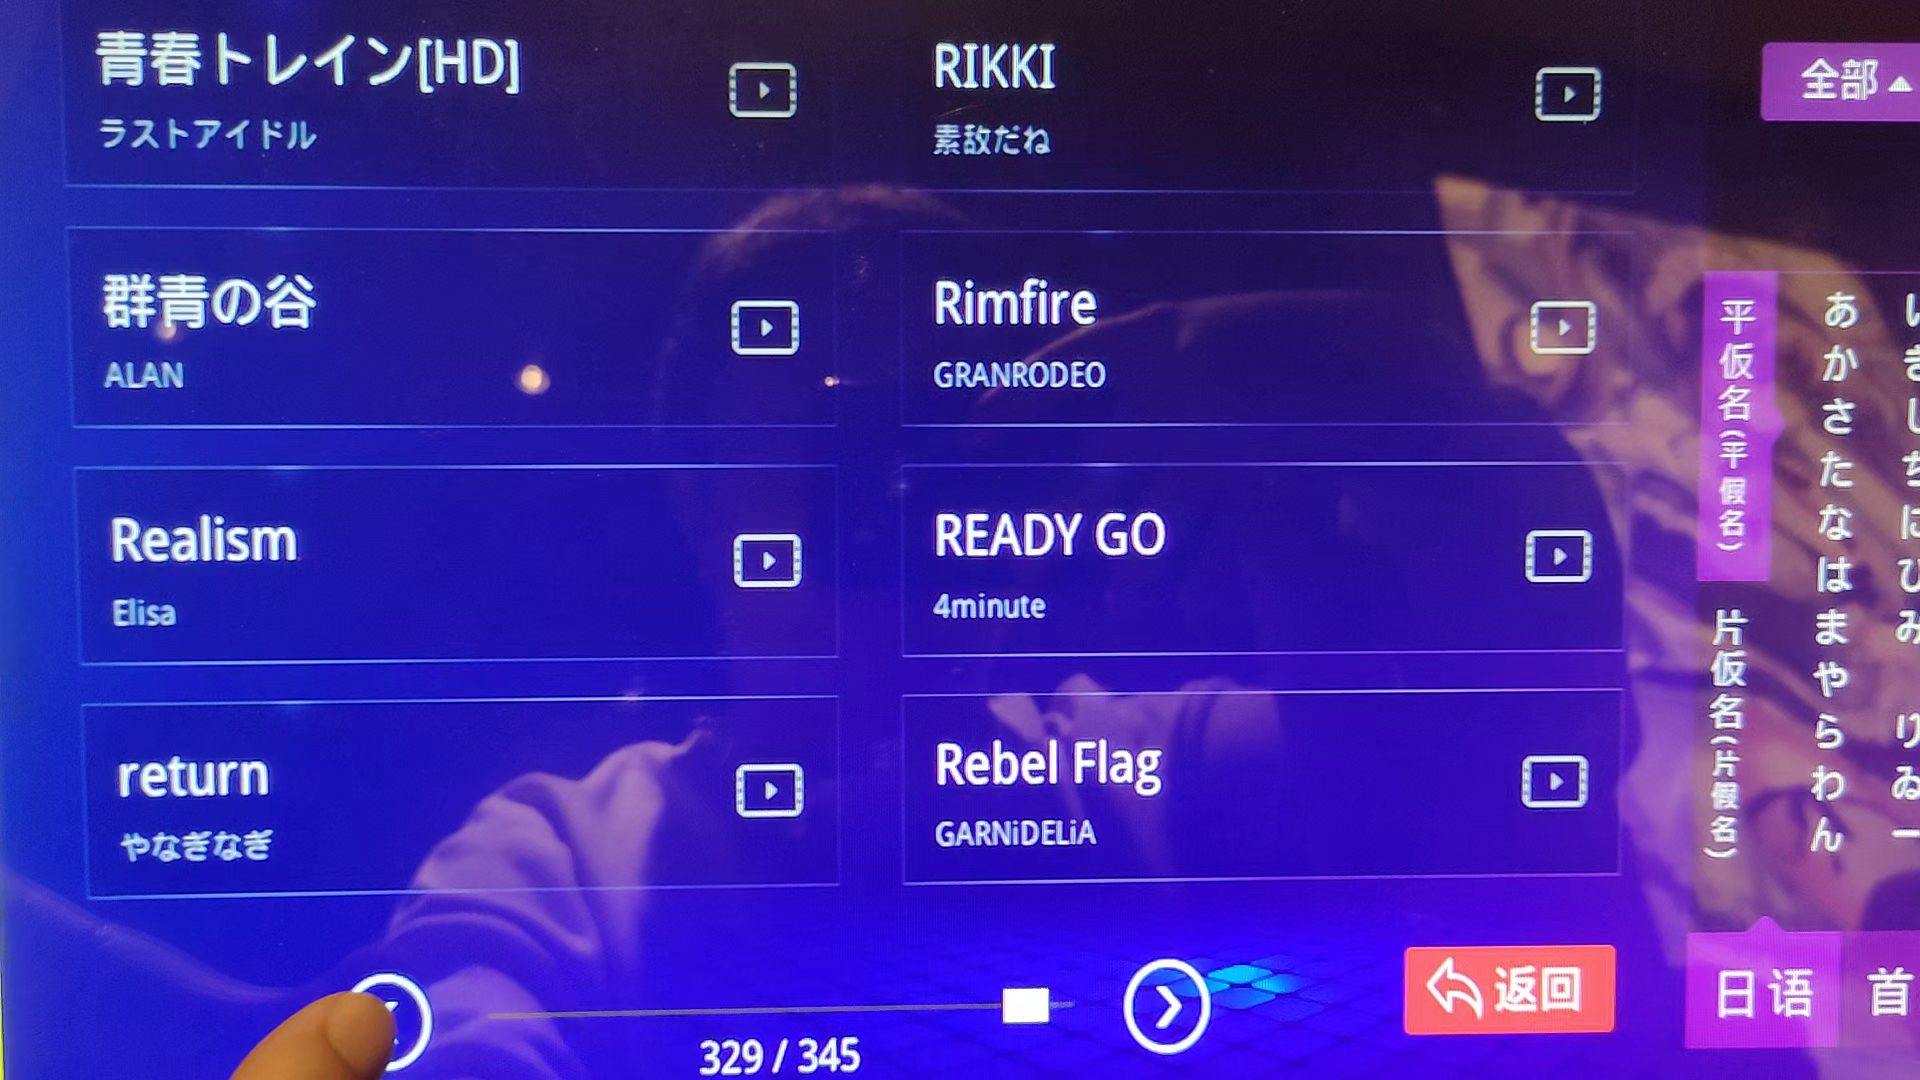 青春トレイン[HD]
ラストアイドル
RIKKI
素敌だね
全部▲
群青の谷
ALAN
Rimfire
GRANRODEO
Realism
Elisa
READY GO
4minute
return
やなぎなぎ
Rebel Flag
GARNiDELiA
平仮名(平假名)
片仮名(片假名)
あ
か
さ
た
な
は
ま
や
ら
わ
ん
り
ゐ
返回
日语
首
329 / 345